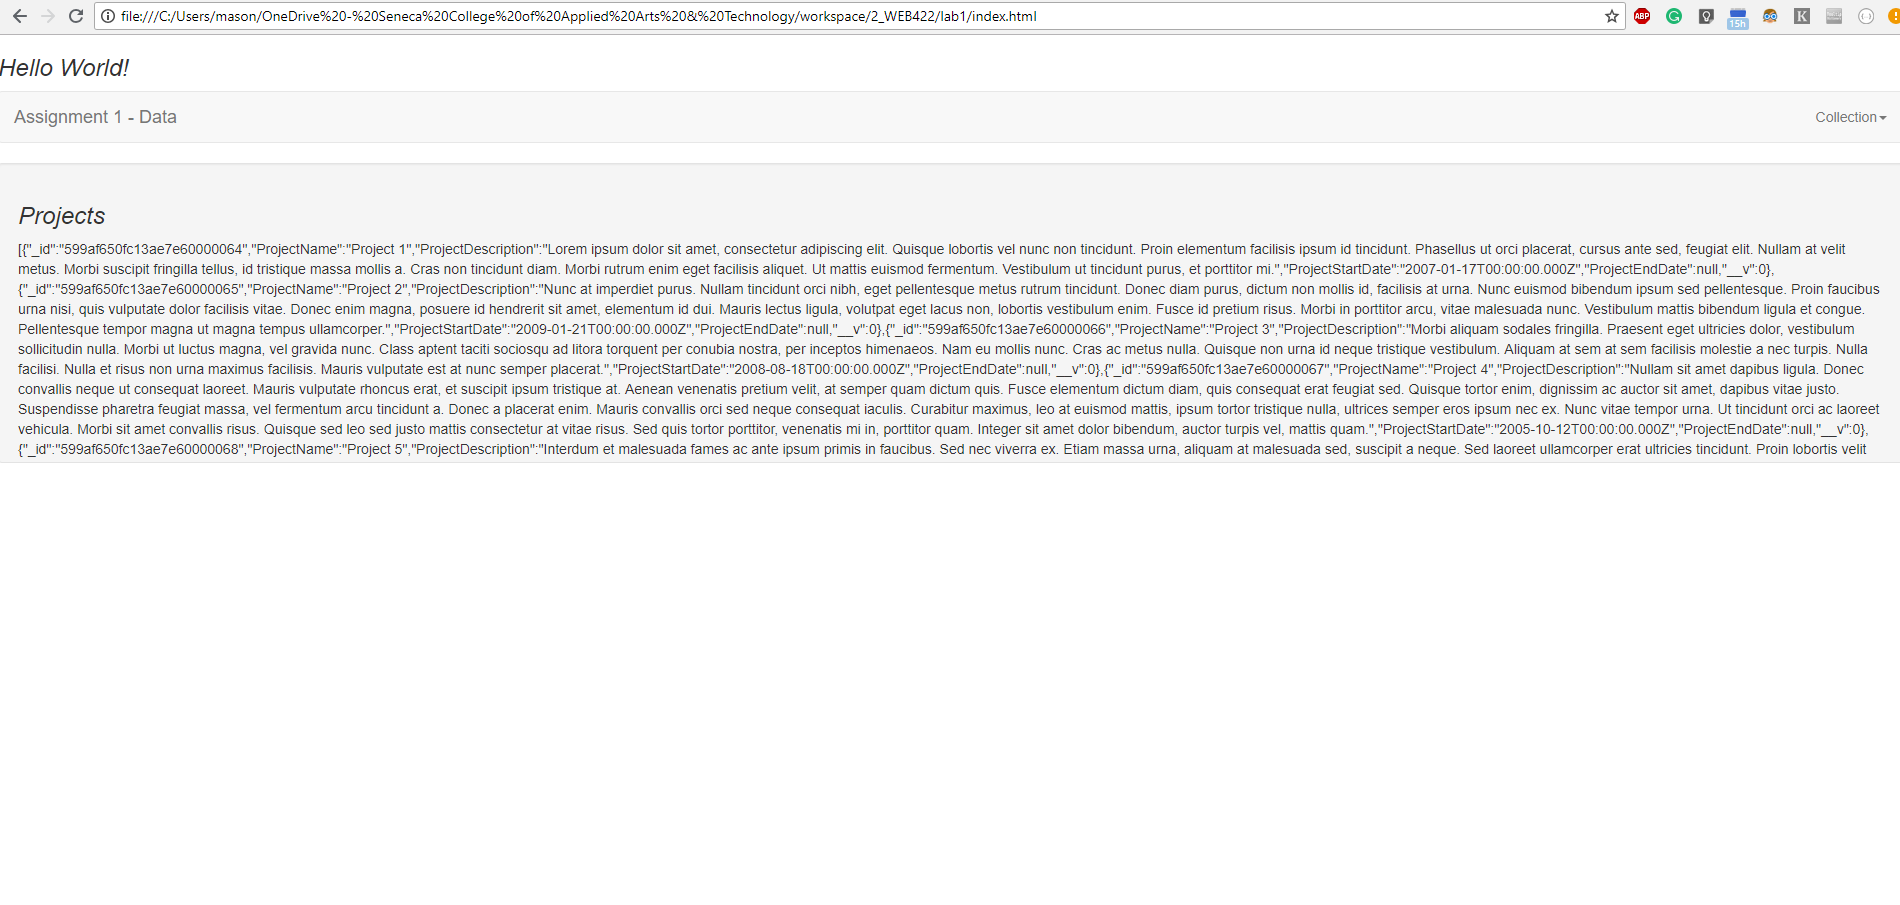 file:///C:/Users/mason/OneDrive%20-%20Seneca%20College%20of%20Applied%20Arts%20&%20Technology/workspace/2_WEB422/lab1/index.html
ABP
15h
K
Hello World!
Assignment 1 - Data
Collection
Projects
[{"_id":"599af650fc13ae7e60000064","ProjectName":"Project 1","ProjectDescription":"Lorem ipsum dolor sit amet, consectetur adipiscing elit. Quisque lobortis vel nunc non tincidunt. Proin elementum facilisis ipsum id tincidunt. Phasellus ut orci placerat, cursus ante sed, feugiat elit. Nullam at velit
metus. Morbi suscipit fringilla tellus, id tristique massa mollis a. Cras non tincidunt diam. Morbi rutrum enim eget facilisis aliquet. Ut mattis euismod fermentum. Vestibulum ut tincidunt purus, et porttitor mi.","ProjectStartDate":"2007-01-17T00:00:00.000Z","ProjectEndDate":null,"__v":0},
{"_id":"599af650fc13ae7e60000065","ProjectName":"Project 2","ProjectDescription":"Nunc at imperdiet purus. Nullam tincidunt orci nibh, eget pellentesque metus rutrum tincidunt. Donec diam purus, dictum non mollis id, facilisis at urna. Nunc euismod bibendum ipsum sed pellentesque. Proin faucibus
urna nisi, quis vulputate dolor facilisis vitae. Donec enim magna, posuere id hendrerit sit amet, elementum id dui. Mauris lectus ligula, volutpat eget lacus non, lobortis vestibulum enim. Fusce id pretium risus. Morbi in porttitor arcu, vitae malesuada nunc. Vestibulum mattis bibendum ligula et congue.
Pellentesque tempor magna ut magna tempus ullamcorper.","ProjectStartDate":"2009-01-21T00:00:00.000Z","ProjectEndDate":null,"__v":0},{"_id":"599af650fc13ae7e60000066","ProjectName":"Project 3","ProjectDescription":"Morbi aliquam sodales fringilla. Praesent eget ultricies dolor, vestibulum
sollicitudin nulla. Morbi ut luctus magna, vel gravida nunc. Class aptent taciti sociosqu ad litora torquent per conubia nostra, per inceptos himenaeos. Nam eu mollis nunc. Cras ac metus nulla. Quisque non urna id neque tristique vestibulum. Aliquam at sem at sem facilisis molestie a nec turpis. Nulla
facilisi. Nulla et risus non urna maximus facilisis. Mauris vulputate est at nunc semper placerat.","ProjectStartDate":"2008-08-18T00:00:00.000Z","ProjectEndDate":null,"__v":0},{"_id":"599af650fc13ae7e60000067","ProjectName":"Project 4","ProjectDescription":"Nullam sit amet dapibus ligula. Donec
convallis neque ut consequat laoreet. Mauris vulputate rhoncus erat, et suscipit ipsum tristique at. Aenean venenatis pretium velit, at semper quam dictum quis. Fusce elementum dictum diam, quis consequat erat feugiat sed. Quisque tortor enim, dignissim ac auctor sit amet, dapibus vitae justo.
Suspendisse pharetra feugiat massa, vel fermentum arcu tincidunt a. Donec a placerat enim. Mauris convallis orci sed neque consequat iaculis. Curabitur maximus, leo at euismod mattis, ipsum tortor tristique nulla, ultrices semper eros ipsum nec ex. Nunc vitae tempor urna. Ut tincidunt orci ac laoreet
vehicula. Morbi sit amet convallis risus. Quisque sed leo sed justo mattis consectetur at vitae risus. Sed quis tortor porttitor, venenatis mi in, porttitor quam. Integer sit amet dolor bibendum, auctor turpis vel, mattis quam.","ProjectStartDate":"2005-10-12T00:00:00.000Z","ProjectEndDate":null,"__v":0},
{"_id":"599af650fc13ae7e60000068","ProjectName":"Project 5","ProjectDescription":"Interdum et malesuada fames ac ante ipsum primis in faucibus. Sed nec viverra ex. Etiam massa urna, aliquam at malesuada sed, suscipit a neque. Sed laoreet ullamcorper erat ultricies tincidunt. Proin lobortis velit